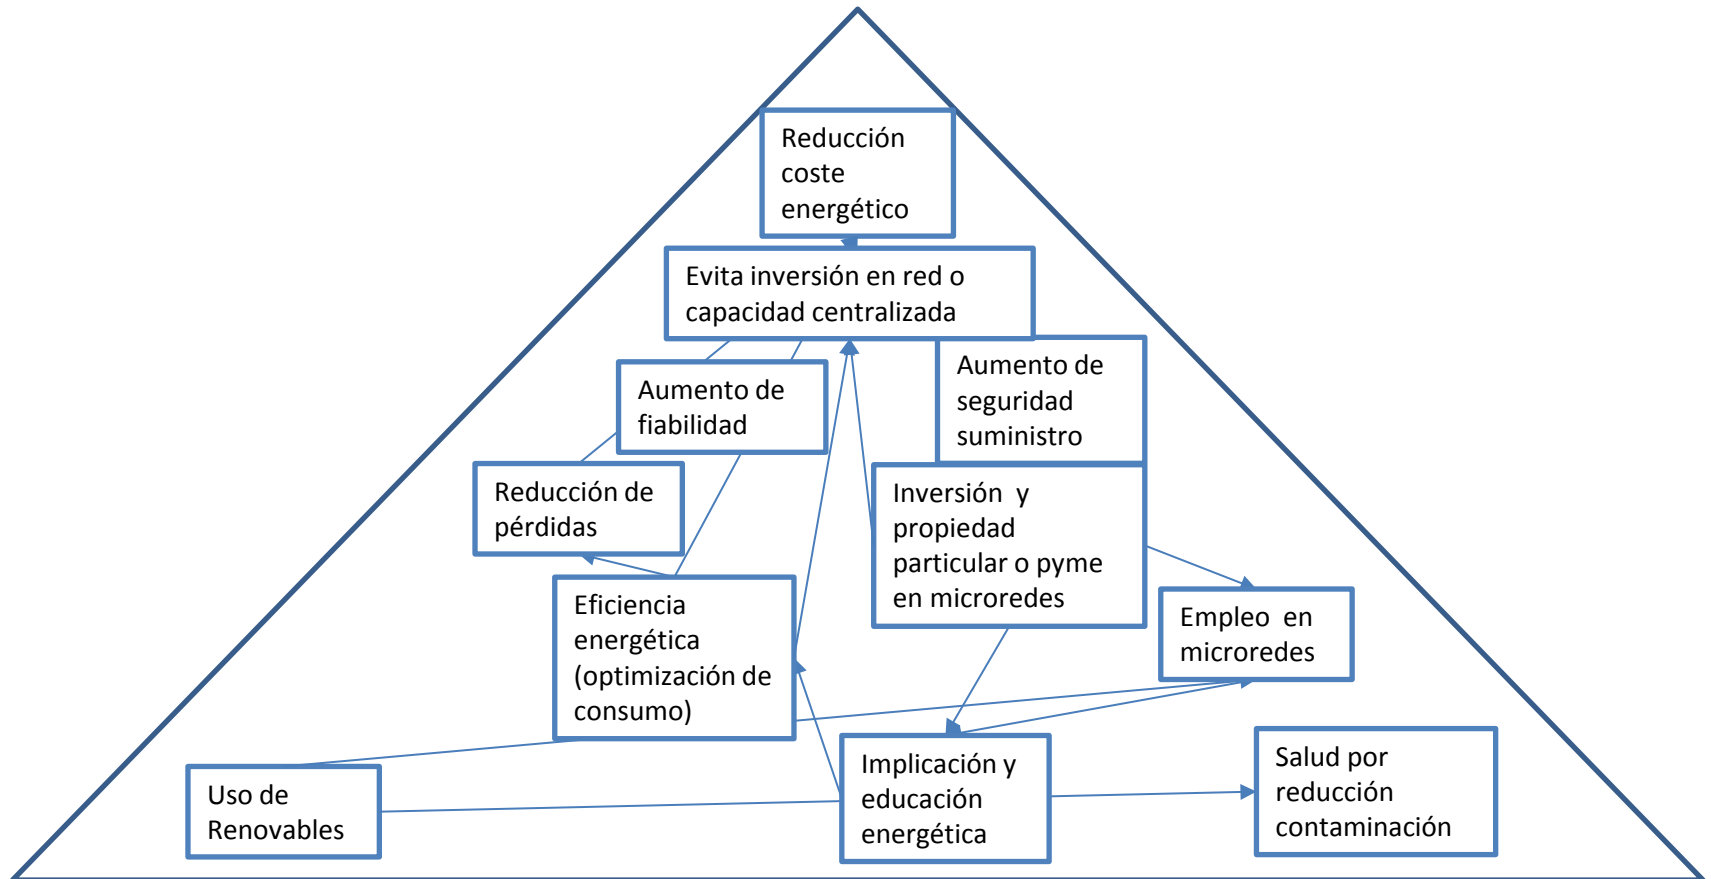 Reducción
coste
energético
Evita inversión en red o
capacidad centralizada
Aumento de
fiabilidad
Aumento de
seguridad
suministro
Reducción de
pérdidas
Inversión y
propiedad
particular o pyme
en microredes
Eficiencia
energética
(optimización de
consumo)
Empleo en
microredes
Uso de
Renovables
Implicación y
educación
energética
Salud por
reducción
contaminación